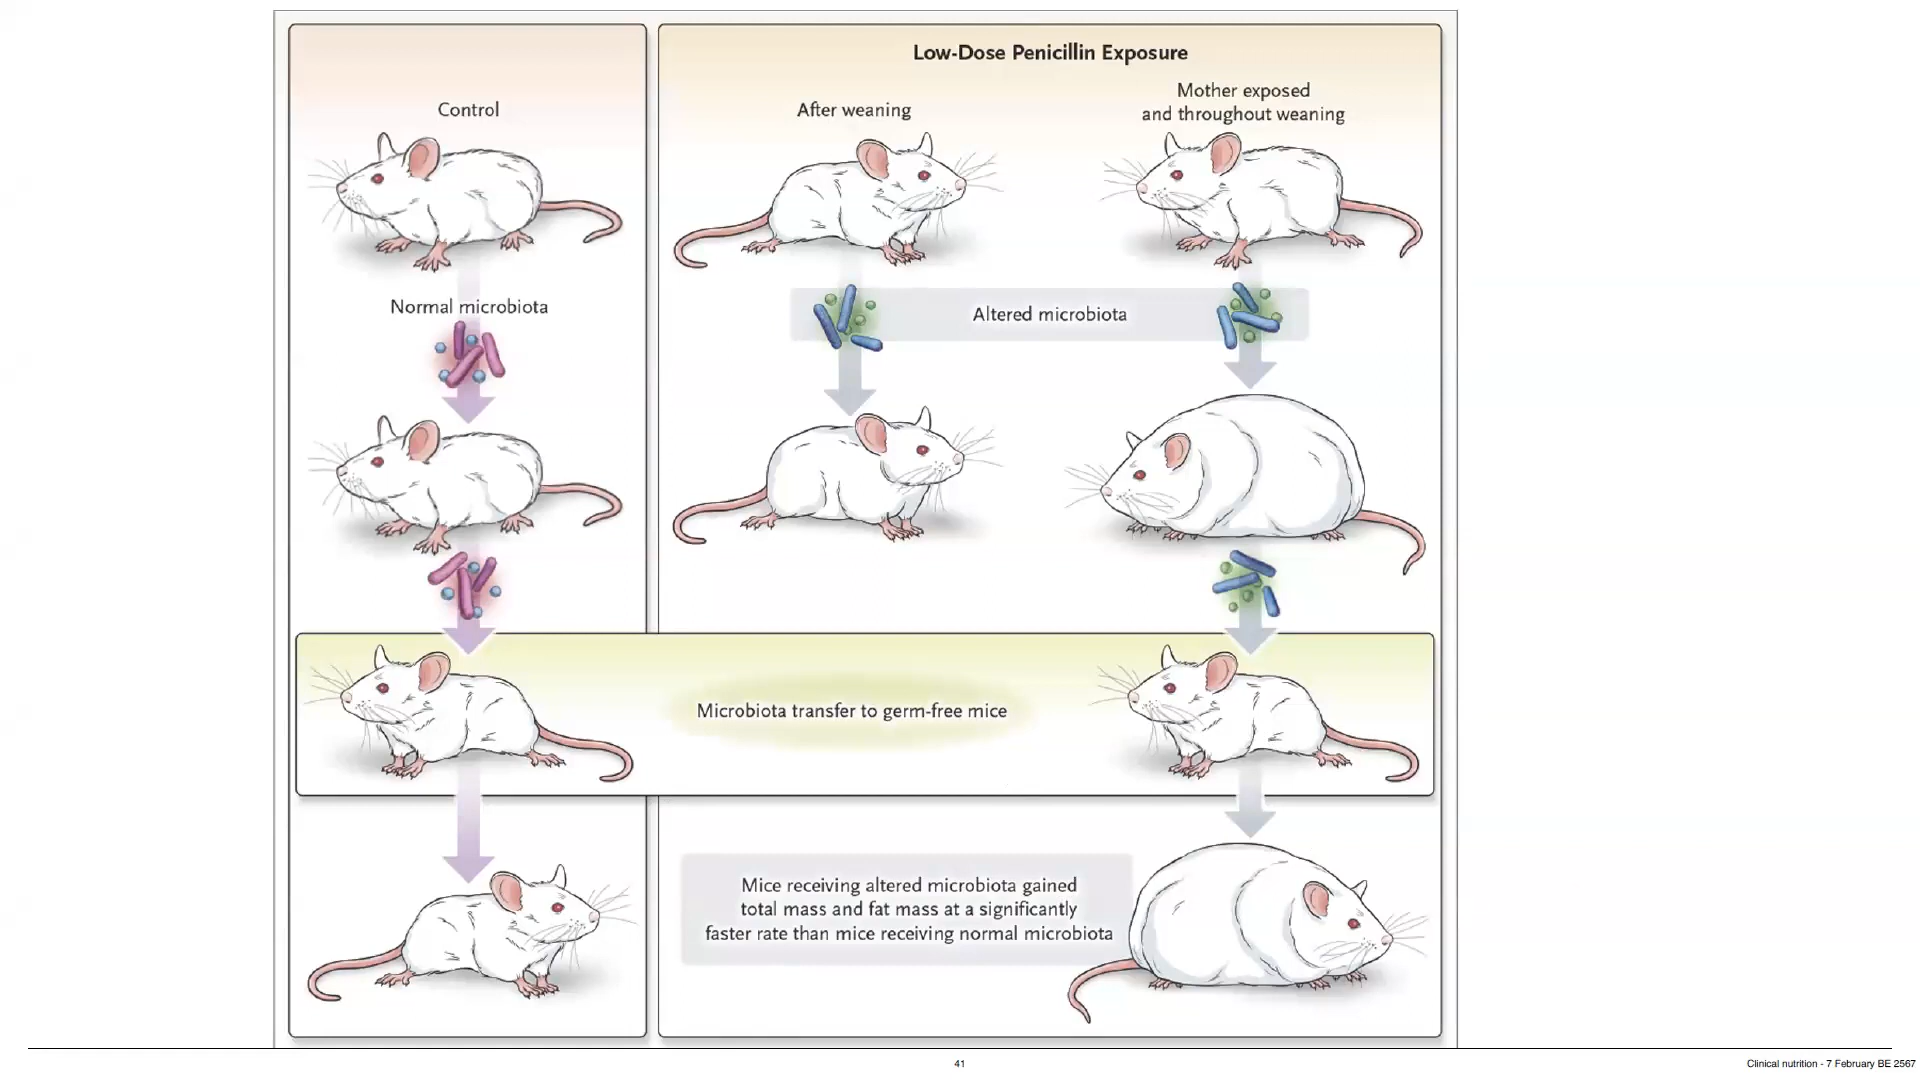 Low-Dose Penicillin Exposure
Control
After weaning
Mother exposed
and throughout weaning
Normal microbiota
Altered microbiota
Microbiota transfer to germ-free mice
Mice receiving altered microbiota gained
total mass and fat mass at a significantly
faster rate than mice receiving normal microbiota
41
Clinical nutrition - 7 February BE 2567